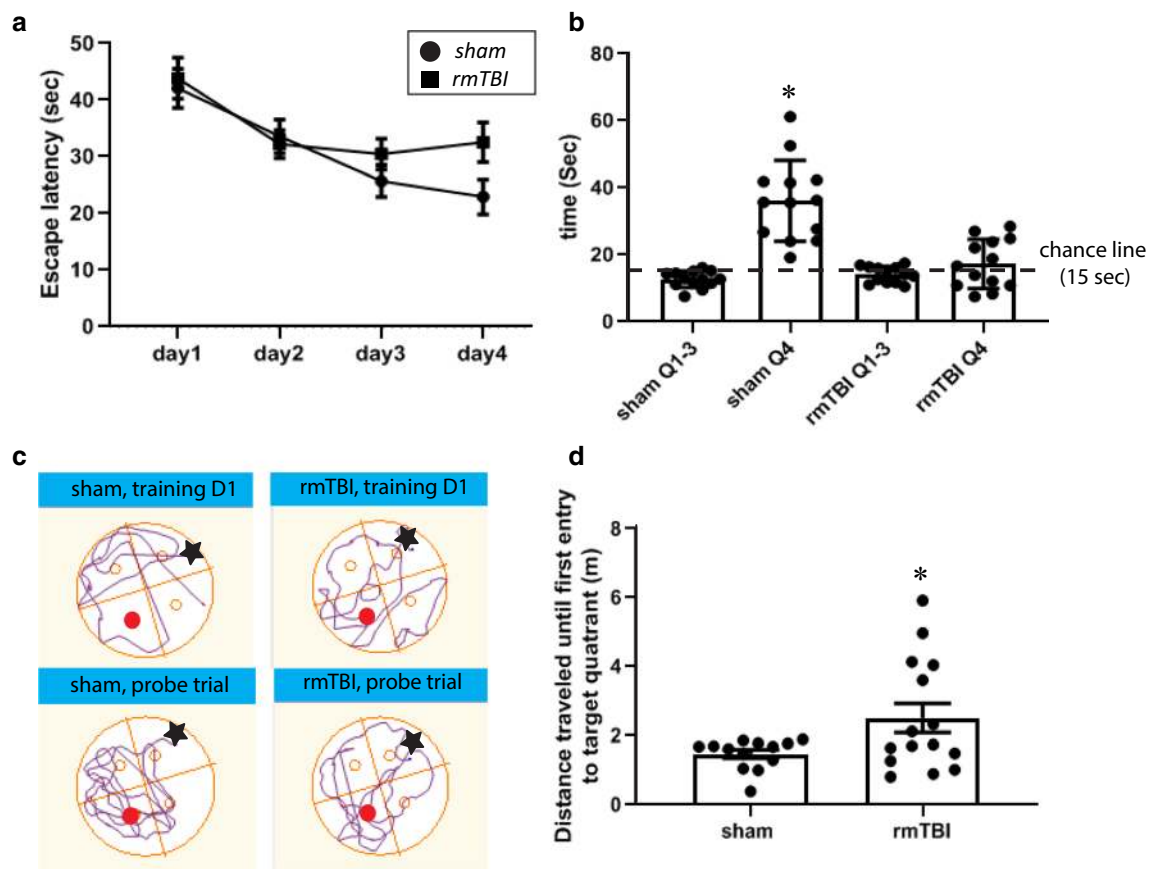 a
Escape latency (sec)
50
40
30
20
10
0
day1 day2 day3 day4
sham
rmTBI
b
time (Sec)
80
60
40
20
0
*
chance line
(15 sec)
sham Q1-3
sham Q4
rmTBI Q1-3
rmTBI Q4
c
sham, training D1
rmTBI, training D1
sham, probe trial
rmTBI, probe trial
d
Distance traveled until first entry
to target quatrant (m)
8
6
4
2
0
*
sham rmTBI